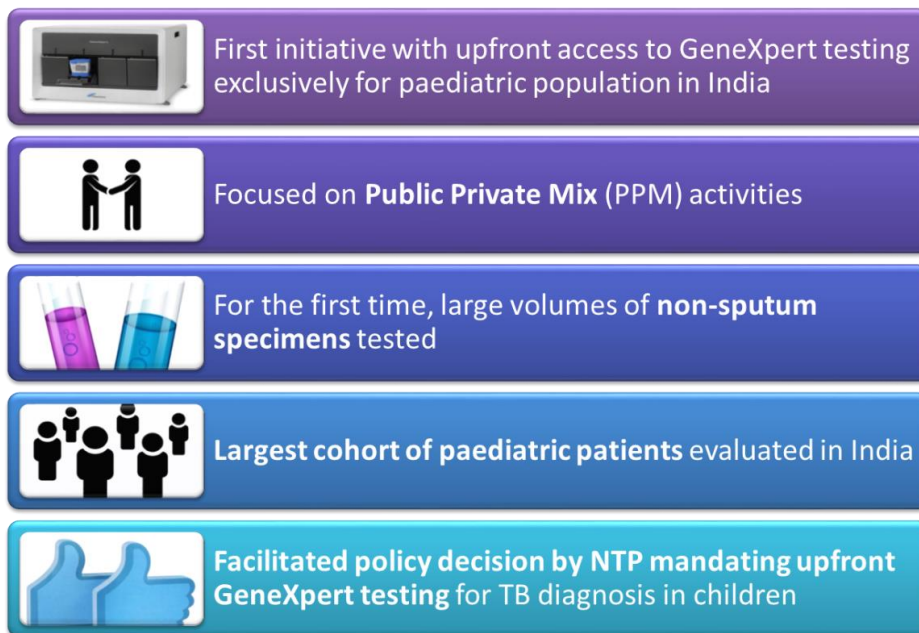 First initiative with upfront access to GeneXpert testing
exclusively for paediatric population in India
Focused on Public Private Mix (PPM) activities
For the first time, large volumes of non-sputum
specimens tested
Largest cohort of paediatric patients evaluated in India
Facilitated policy decision by NTP mandating upfront
GeneXpert testing for TB diagnosis in children